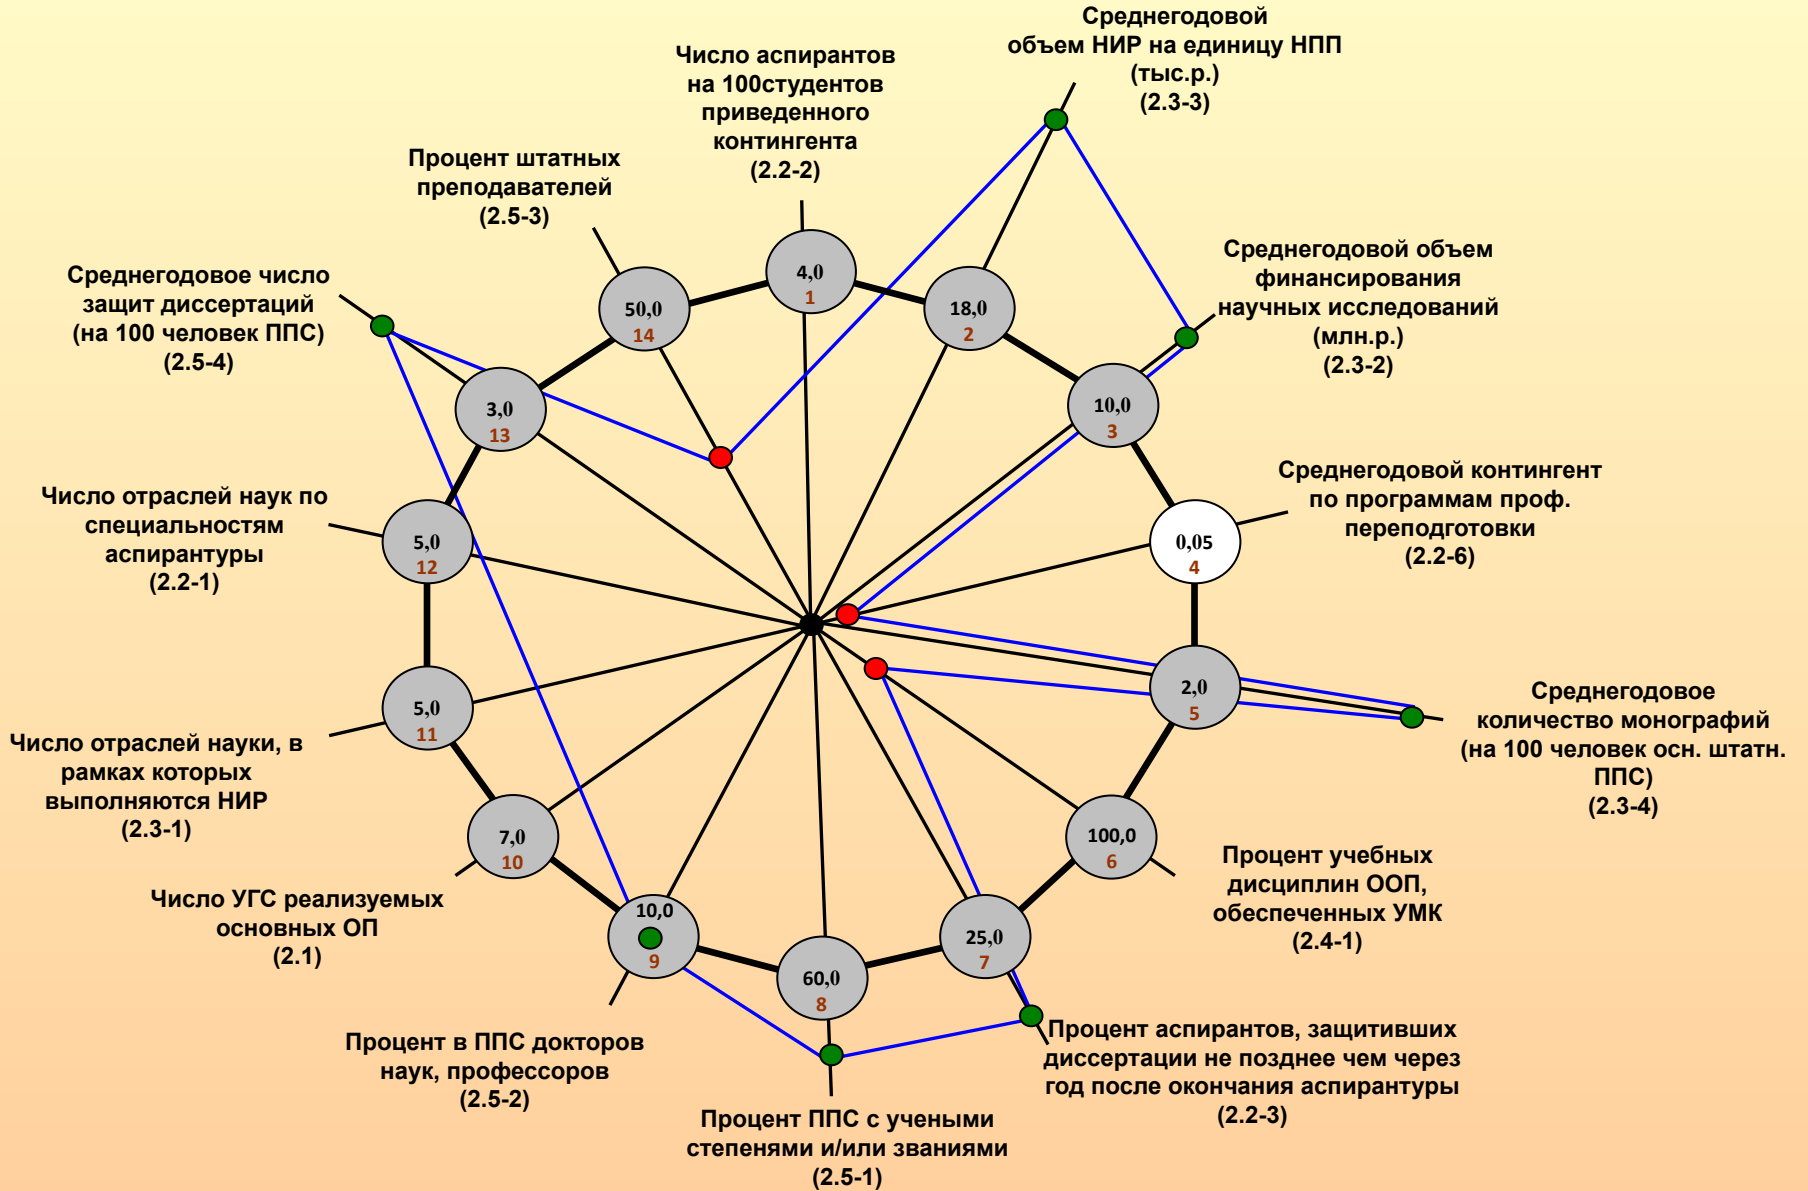 Среднегодовой
объем НИР на единицу НПП
(тыс.р.)
(2.3-3)
Число аспирантов
на 100студентов
приведенного
контингента
(2.2-2)
Процент штатных
преподавателей
(2.5-3)
Среднегодовое число
защит диссертаций
(на 100 человек ППС)
(2.5-4)
Среднегодовой объем
финансирования
научных исследований
(млн.р.)
(2.3-2)
4,0
1
18,0
2
50,0
14
10,0
3
3,0
13
Среднегодовой контингент
по программам проф.
переподготовки
(2.2-6)
Число отраслей наук по
специальностям
аспирантуры
(2.2-1)
5,0
12
0,05
4
2,0
5
5,0
11
Среднегодовое
количество монографий
(на 100 человек осн. штатн.
ППС)
(2.3-4)
Число отраслей науки, в
рамках которых
выполняются НИР
(2.3-1)
7,0
10
100,0
6
Процент учебных
дисциплин ООП,
обеспеченных УМК
(2.4-1)
Число УГС реализуемых
основных ОП
(2.1)
10,0
9
60,0
8
25,0
7
Процент в ППС докторов
наук, профессоров
(2.5-2)
Процент аспирантов, защитивших
диссертации не позднее чем через
год после окончания аспирантуры
(2.2-3)
Процент ППС с учеными
степенями и/или званиями
(2.5-1)